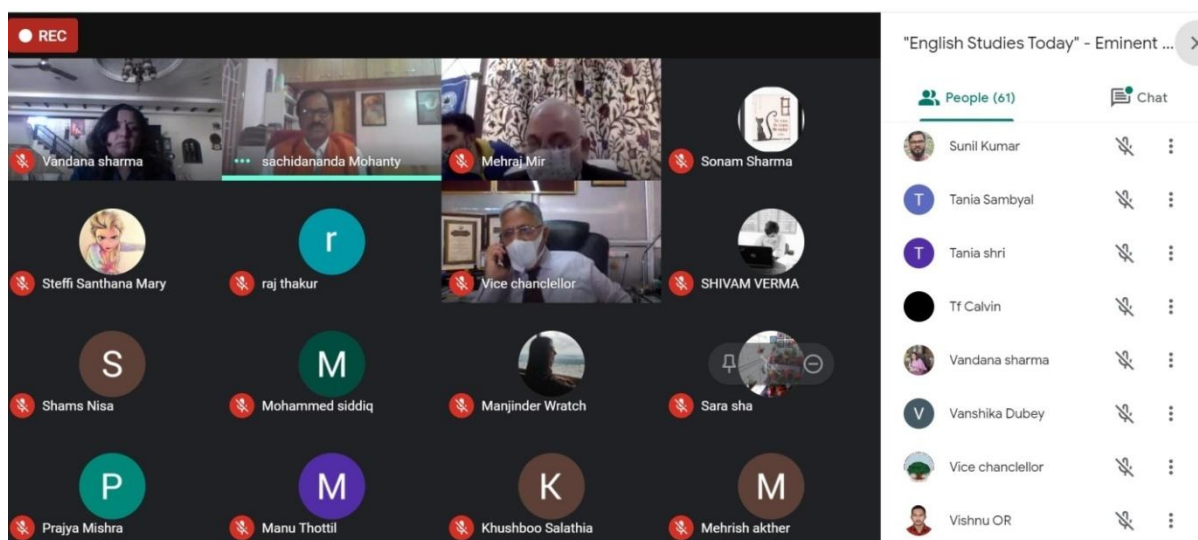 REC
"English Studies Today" - Eminent ...
People (61)
Chat
Vandana sharma
sachidananda Mohanty
Mehraj Mir
Sonam Sharma
Steffi Santhana Mary
r
raj thakur
Vice chanclellor
SHIVAM VERMA
S
Shams Nisa
M
Mohammed siddiq
Manjinder Wratch
Sara sha
P
Prajya Mishra
M
Manu Thottil
K
Khushboo Salathia
M
Mehrish akther
Sunil Kumar
T
Tania Sambyal
T
Tania shri
Tf Calvin
Vandana sharma
V
Vanshika Dubey
Vice chanclellor
Vishnu OR